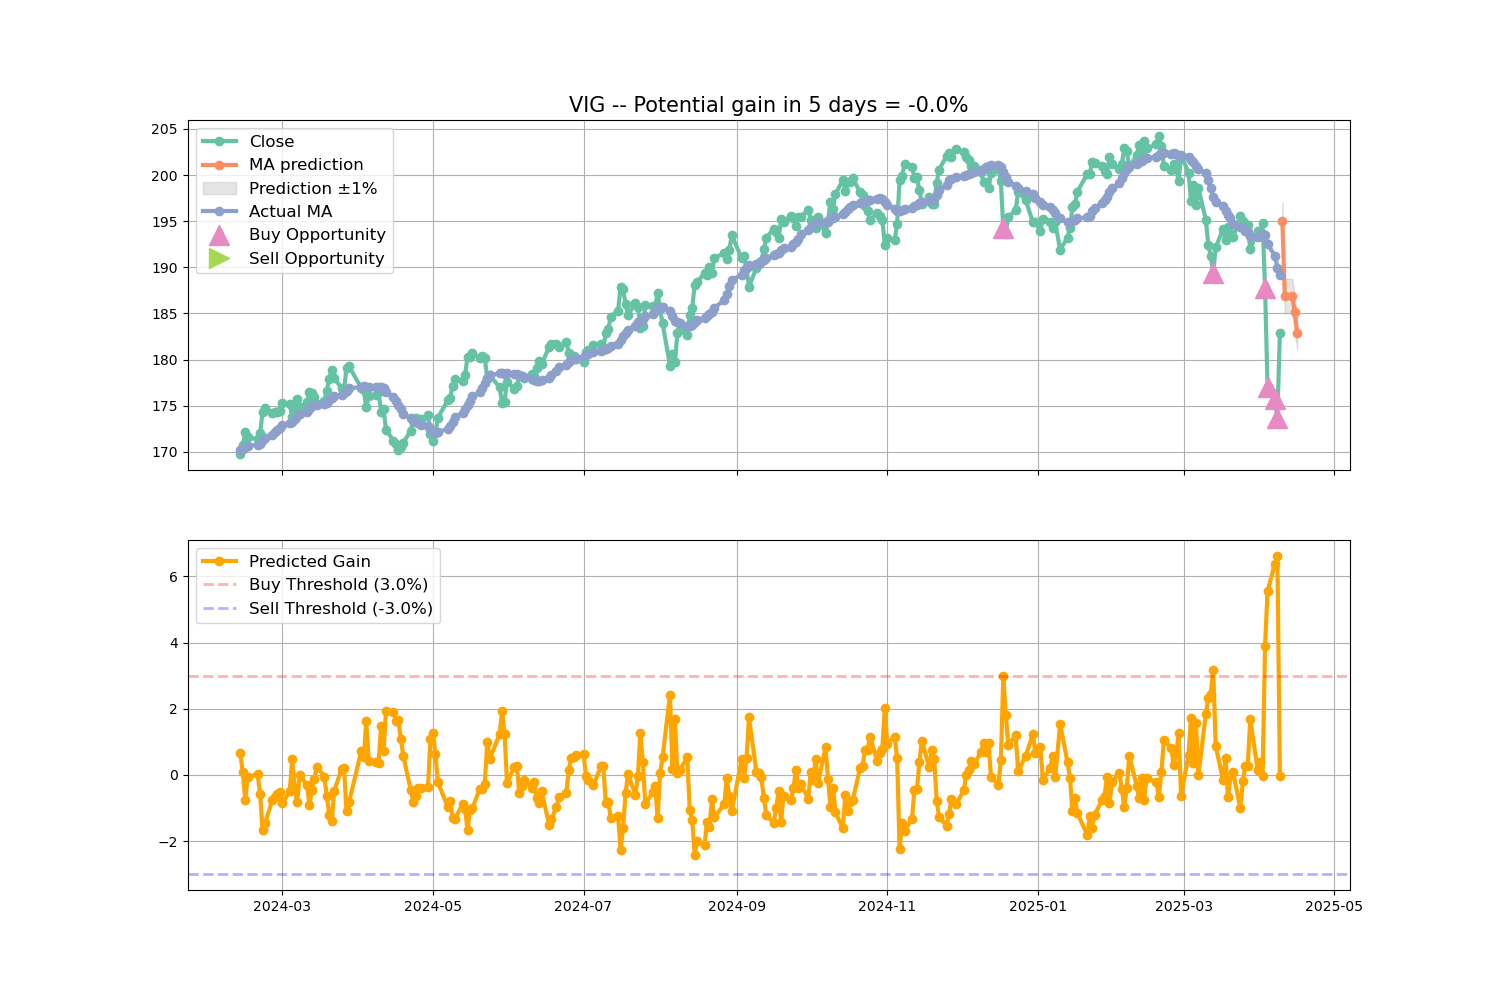 VIG -- Potential gain in 5 days = -0.0%
205
200
195
190
185
180
175
170
Close
MA prediction
Prediction ±1%
Actual MA
Buy Opportunity
Sell Opportunity
6
4
2
0
−2
Predicted Gain
Buy Threshold (3.0%)
Sell Threshold (-3.0%)
2024-03
2024-05
2024-07
2024-09
2024-11
2025-01
2025-03
2025-05